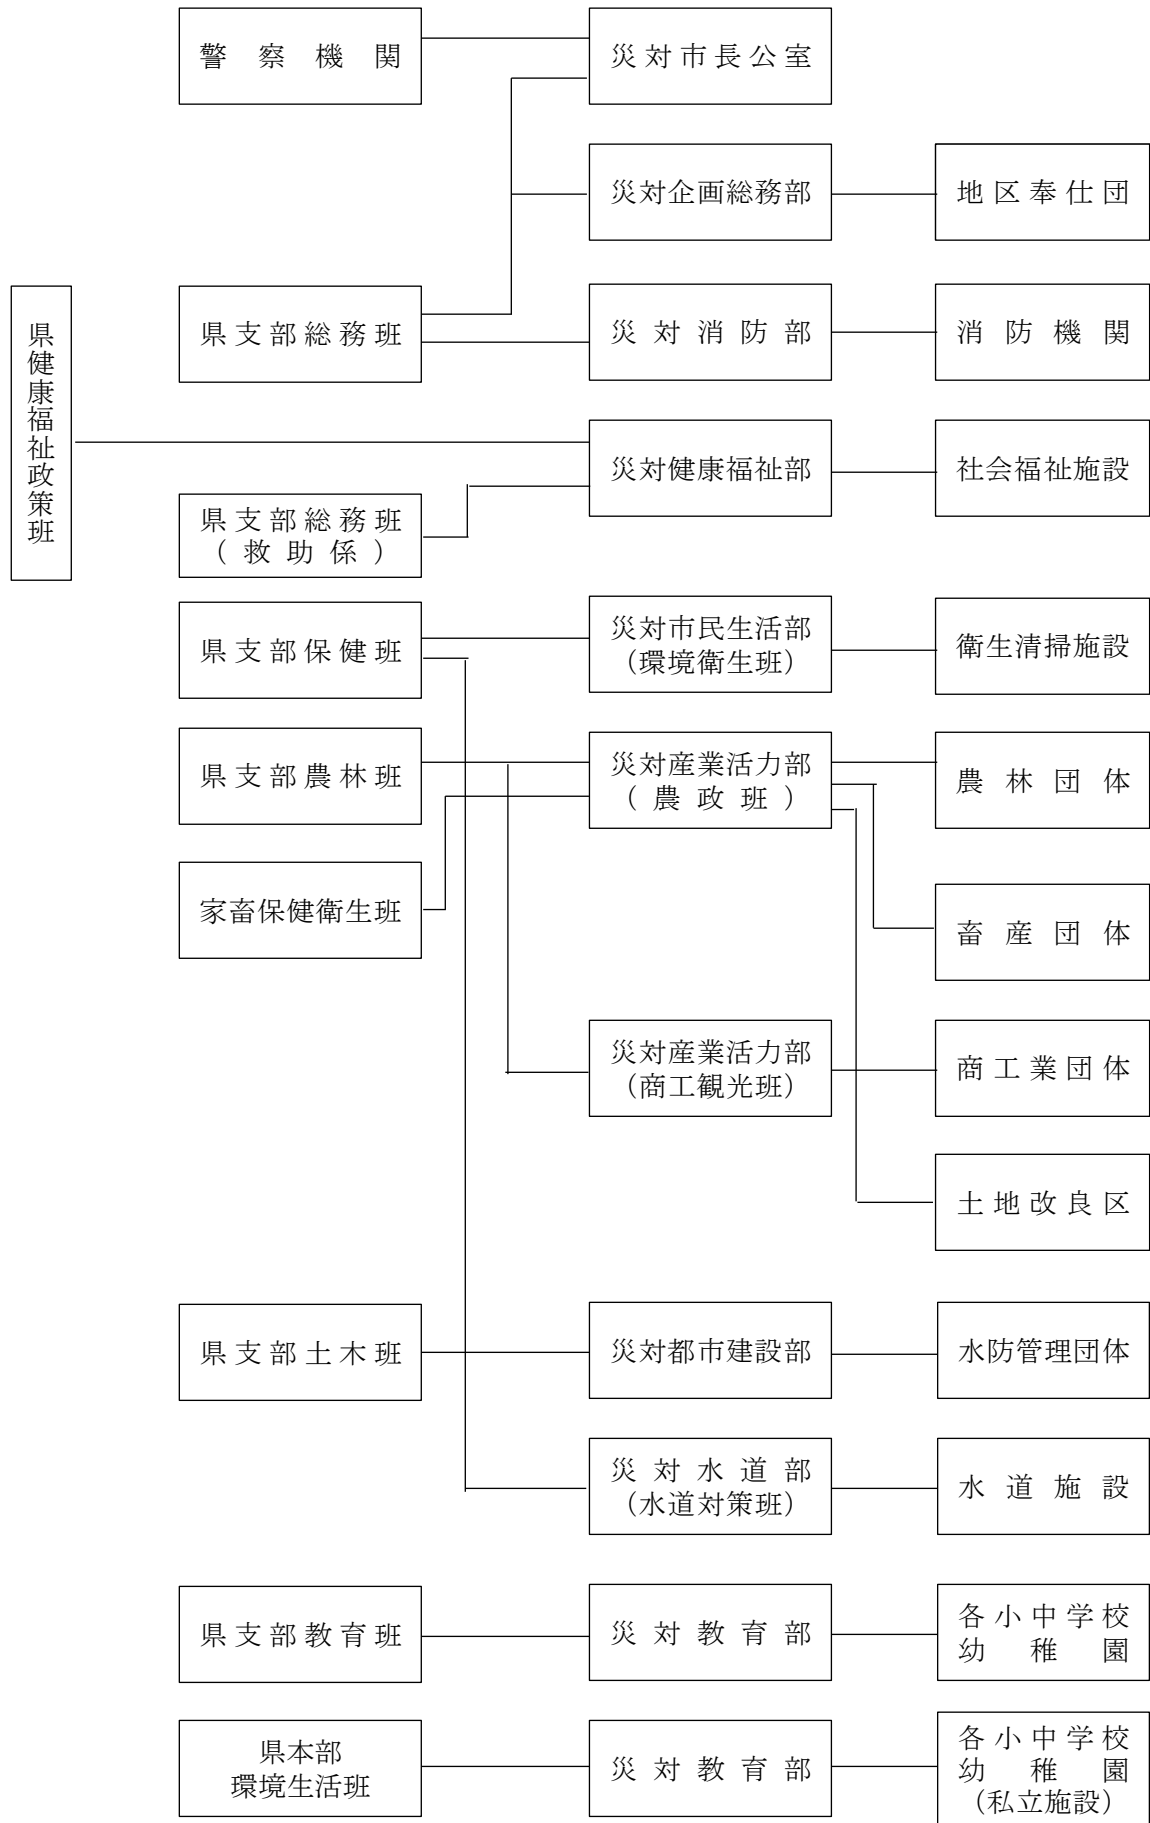 警察機関
災対市長公室
災対企画総務部
地区奉仕団
県健康福祉政策班
県支部総務班
災対消防部
消防機関
災対健康福祉部
社会福祉施設
県支部総務班
（救助係）
県支部保健班
災対市民生活部
（環境衛生班）
衛生清掃施設
県支部農林班
災対産業活力部
（農政班）
農林団体
家畜保健衛生班
畜産団体
災対産業活力部
（商工観光班）
商工業団体
土地改良区
県支部土木班
災対都市建設部
水防管理団体
災対水道部
（水道対策班）
水道施設
県支部教育班
災対教育部
各小中学校
幼稚園
県本部
環境生活班
災対教育部
各小中学校
幼稚園
（私立施設）